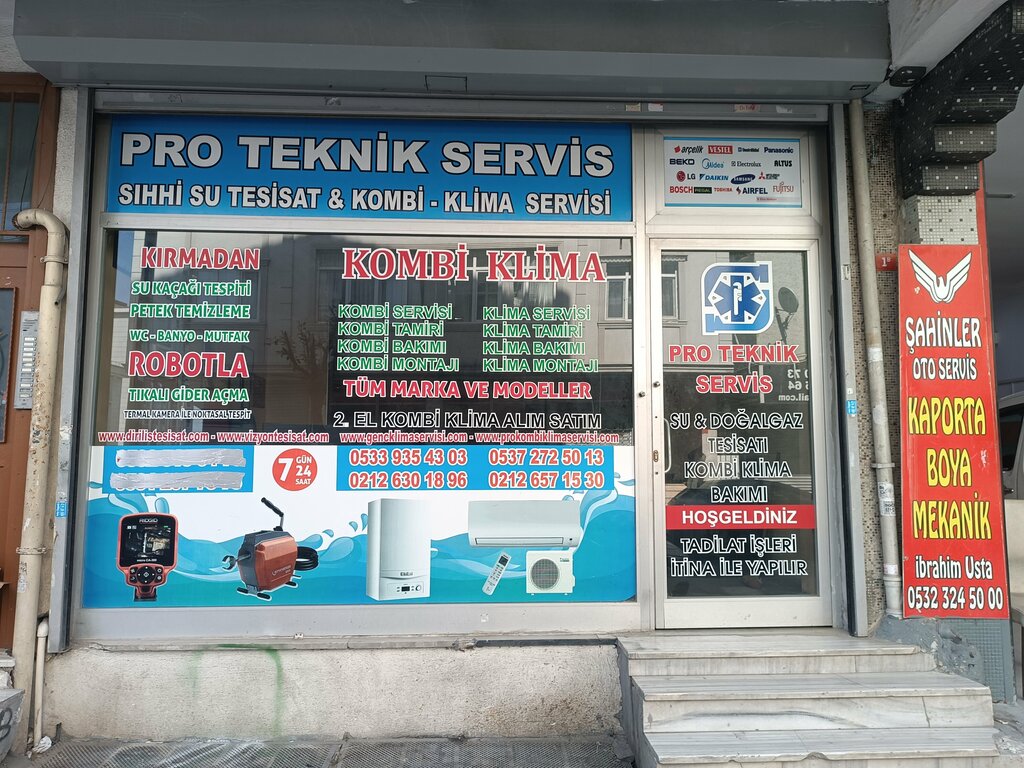 PRO TEKNİK SERVİS
SIHHİ SU TESİSAT & KOMBİ - KLİMA SERVİSİ
arçelik VESTEL Panasonic
BEKO Midea Electrolux ALTUS
LG DAIKIN SAMSUNG
BOSCH REGAL TOSHIBA AIRFEL FUJITSU
KIRMADAN
SU KAÇAĞI TESPİTİ
PETEK TEMİZLEME
WC - BANYO - MUTFAK
ROBOTLA
TIKALI GİDER AÇMA
TERMAL KAMERA İLE NOKTASAL TESPİT
KOMBİ KLİMA
KOMBİ SERVİSİ KLİMA SERVİSİ
KOMBİ TAMİRİ KLİMA TAMİRİ
KOMBİ BAKIMI KLİMA BAKIMI
KOMBİ MONTAJI KLİMA MONTAJI
TÜM MARKA VE MODELLER
2. EL KOMBİ KLİMA ALIM SATIM
www.dirilistesisat.com - www.vizyontesisat.com www.gencklimaservisi.com - www.protombiklimaservisi.com
7 GÜN 24 SAAT
0533 935 43 03 0537 272 50 13
0212 630 18 96 0212 657 15 30
RIDGID
PRO TEKNİK
SERVİS
SU & DOĞALGAZ
TESİSATI
KOMBİ KLİMA
BAKIMI
HOŞGELDİNİZ
TADİLAT İŞLERİ
İTİNA İLE YAPILIR
ŞAHİNLER
OTO SERVİS
KAPORTA
BOYA
MEKANİK
İbrahim Usta
0532 324 50 00